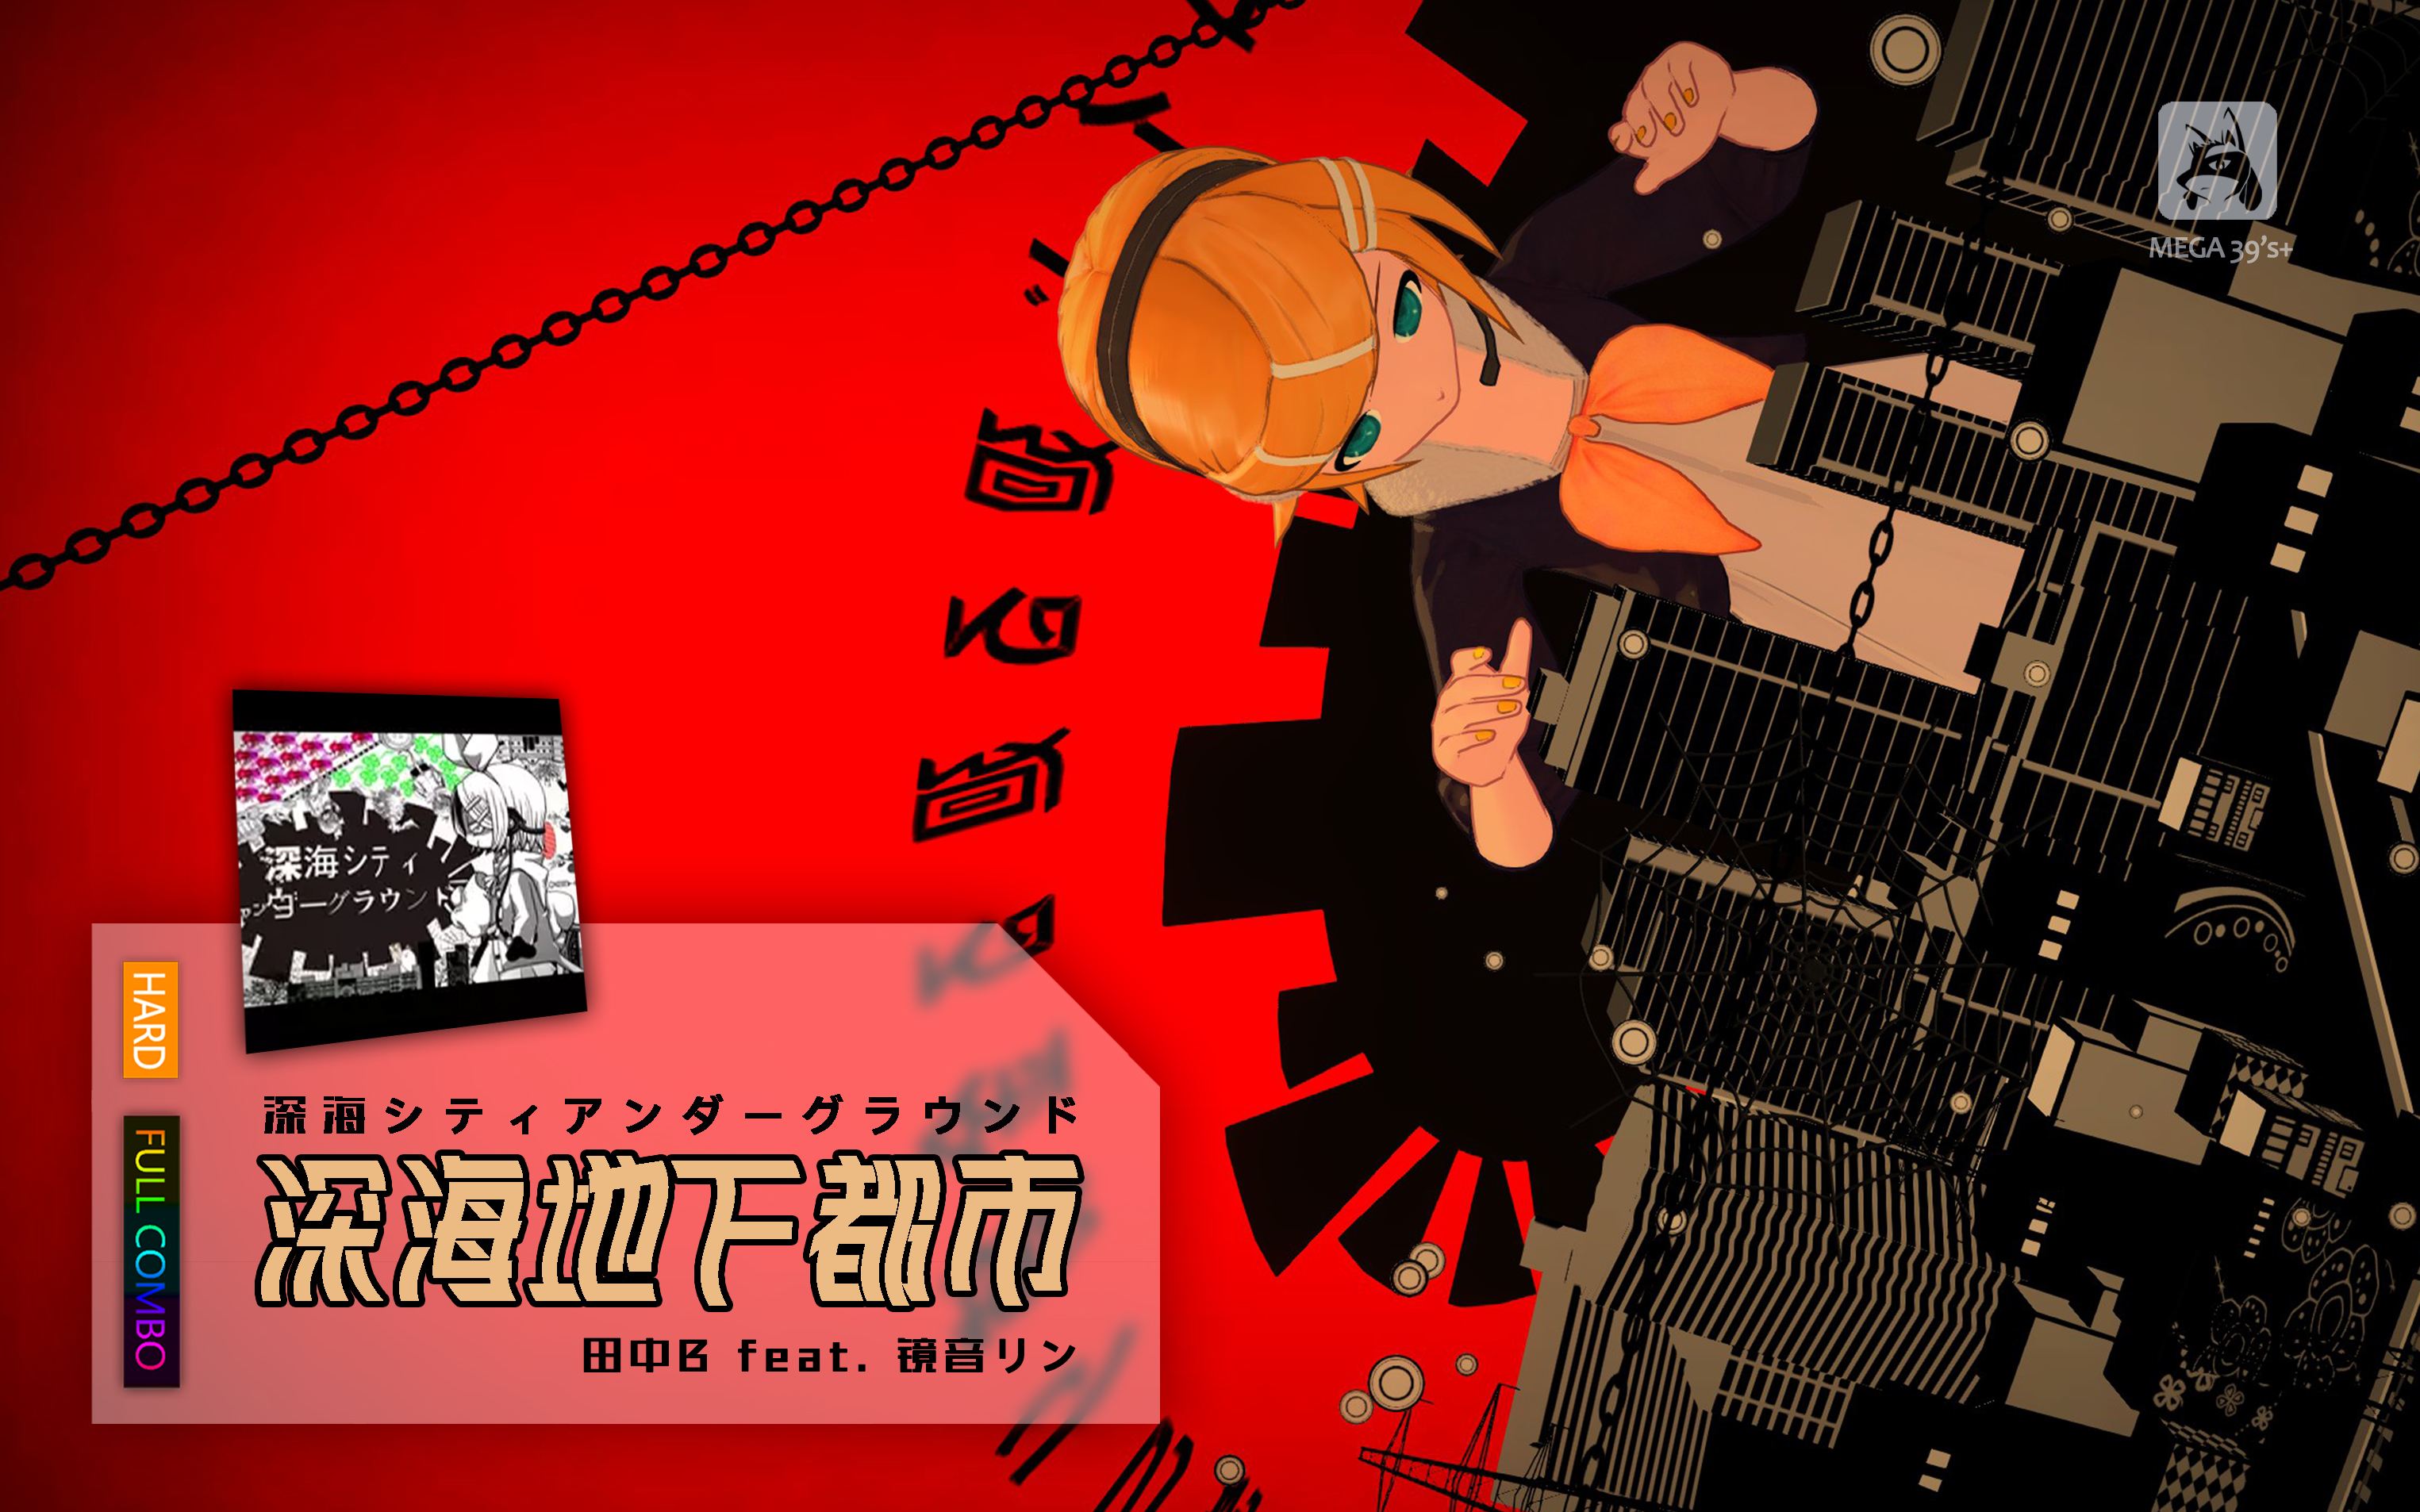 MEGA 39's+
深海シティ
アンダーグラウンド
HARD
FULL COMBO
深海シティアンダーグラウンド
深海地下都市
田中B feat. 镜音リン